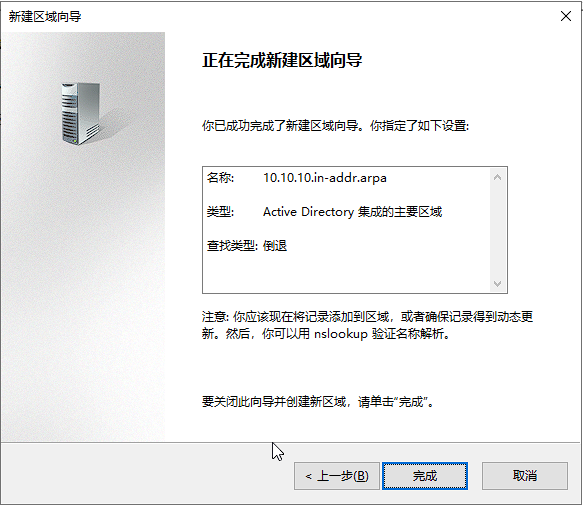 新建区域向导
正在完成新建区域向导
你已成功完成了新建区域向导。你指定了如下设置:
名称: 10.10.10.in-addr.arpa
类型: Active Directory 集成的主要区域
查找类型: 倒退
注意: 你应该现在将记录添加到区域，或者确保记录得到动态更
新。然后，你可以用 nslookup 验证名称解析。
要关闭此向导并创建新区域，请单击“完成”。
< 上一步(B) 完成 取消